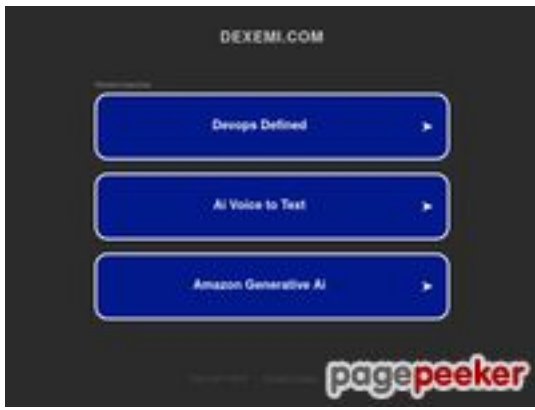 DEXEMI.COM
Devops Defined
Ai Voice to Text
Amazon Generative Ai
pagepeeker